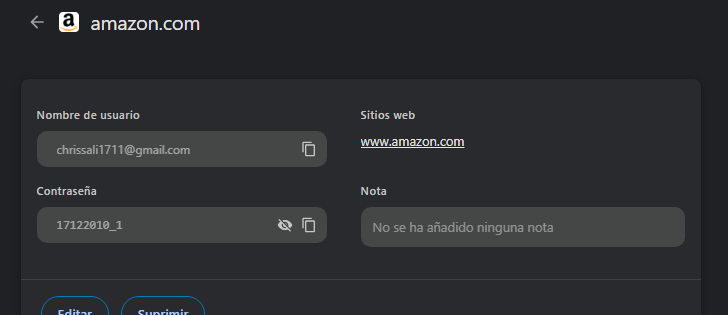 amazon.com
Nombre de usuario
chrissali1711@gmail.com
Sitios web
www.amazon.com
Contraseña
17122010_1
Nota
No se ha añadido ninguna nota
Editar
Suprimir